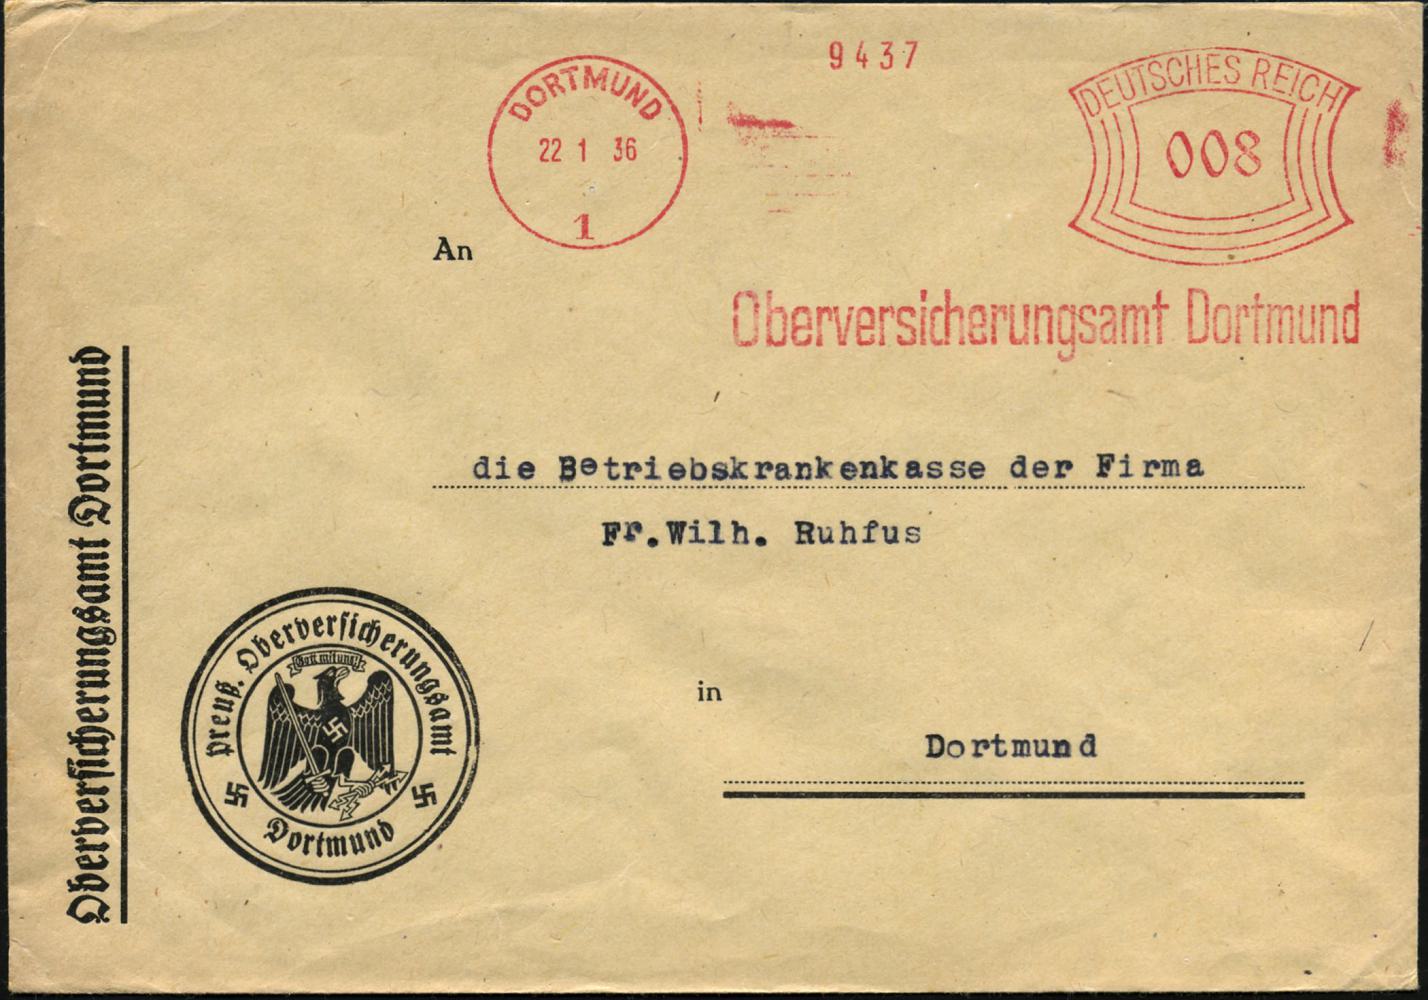 9437
DORTMUND
22 1 36
1
DEUTSCHES REICH
008
An
Oberversicherungsamt Dortmund
die Betriebskrankenkasse der Firma
Fr.Wilh. Ruhfus
in
Dortmund
Oberversicherungsamt Dortmund
Preuß. Oberversicherungsamt
Gott mit uns!
Dortmund